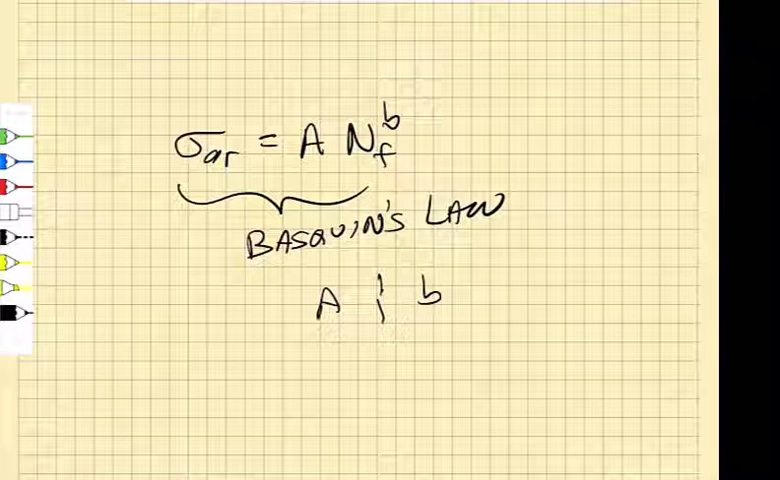 σar = A Nf^b
BASQUIN'S LAW
A ¦ b